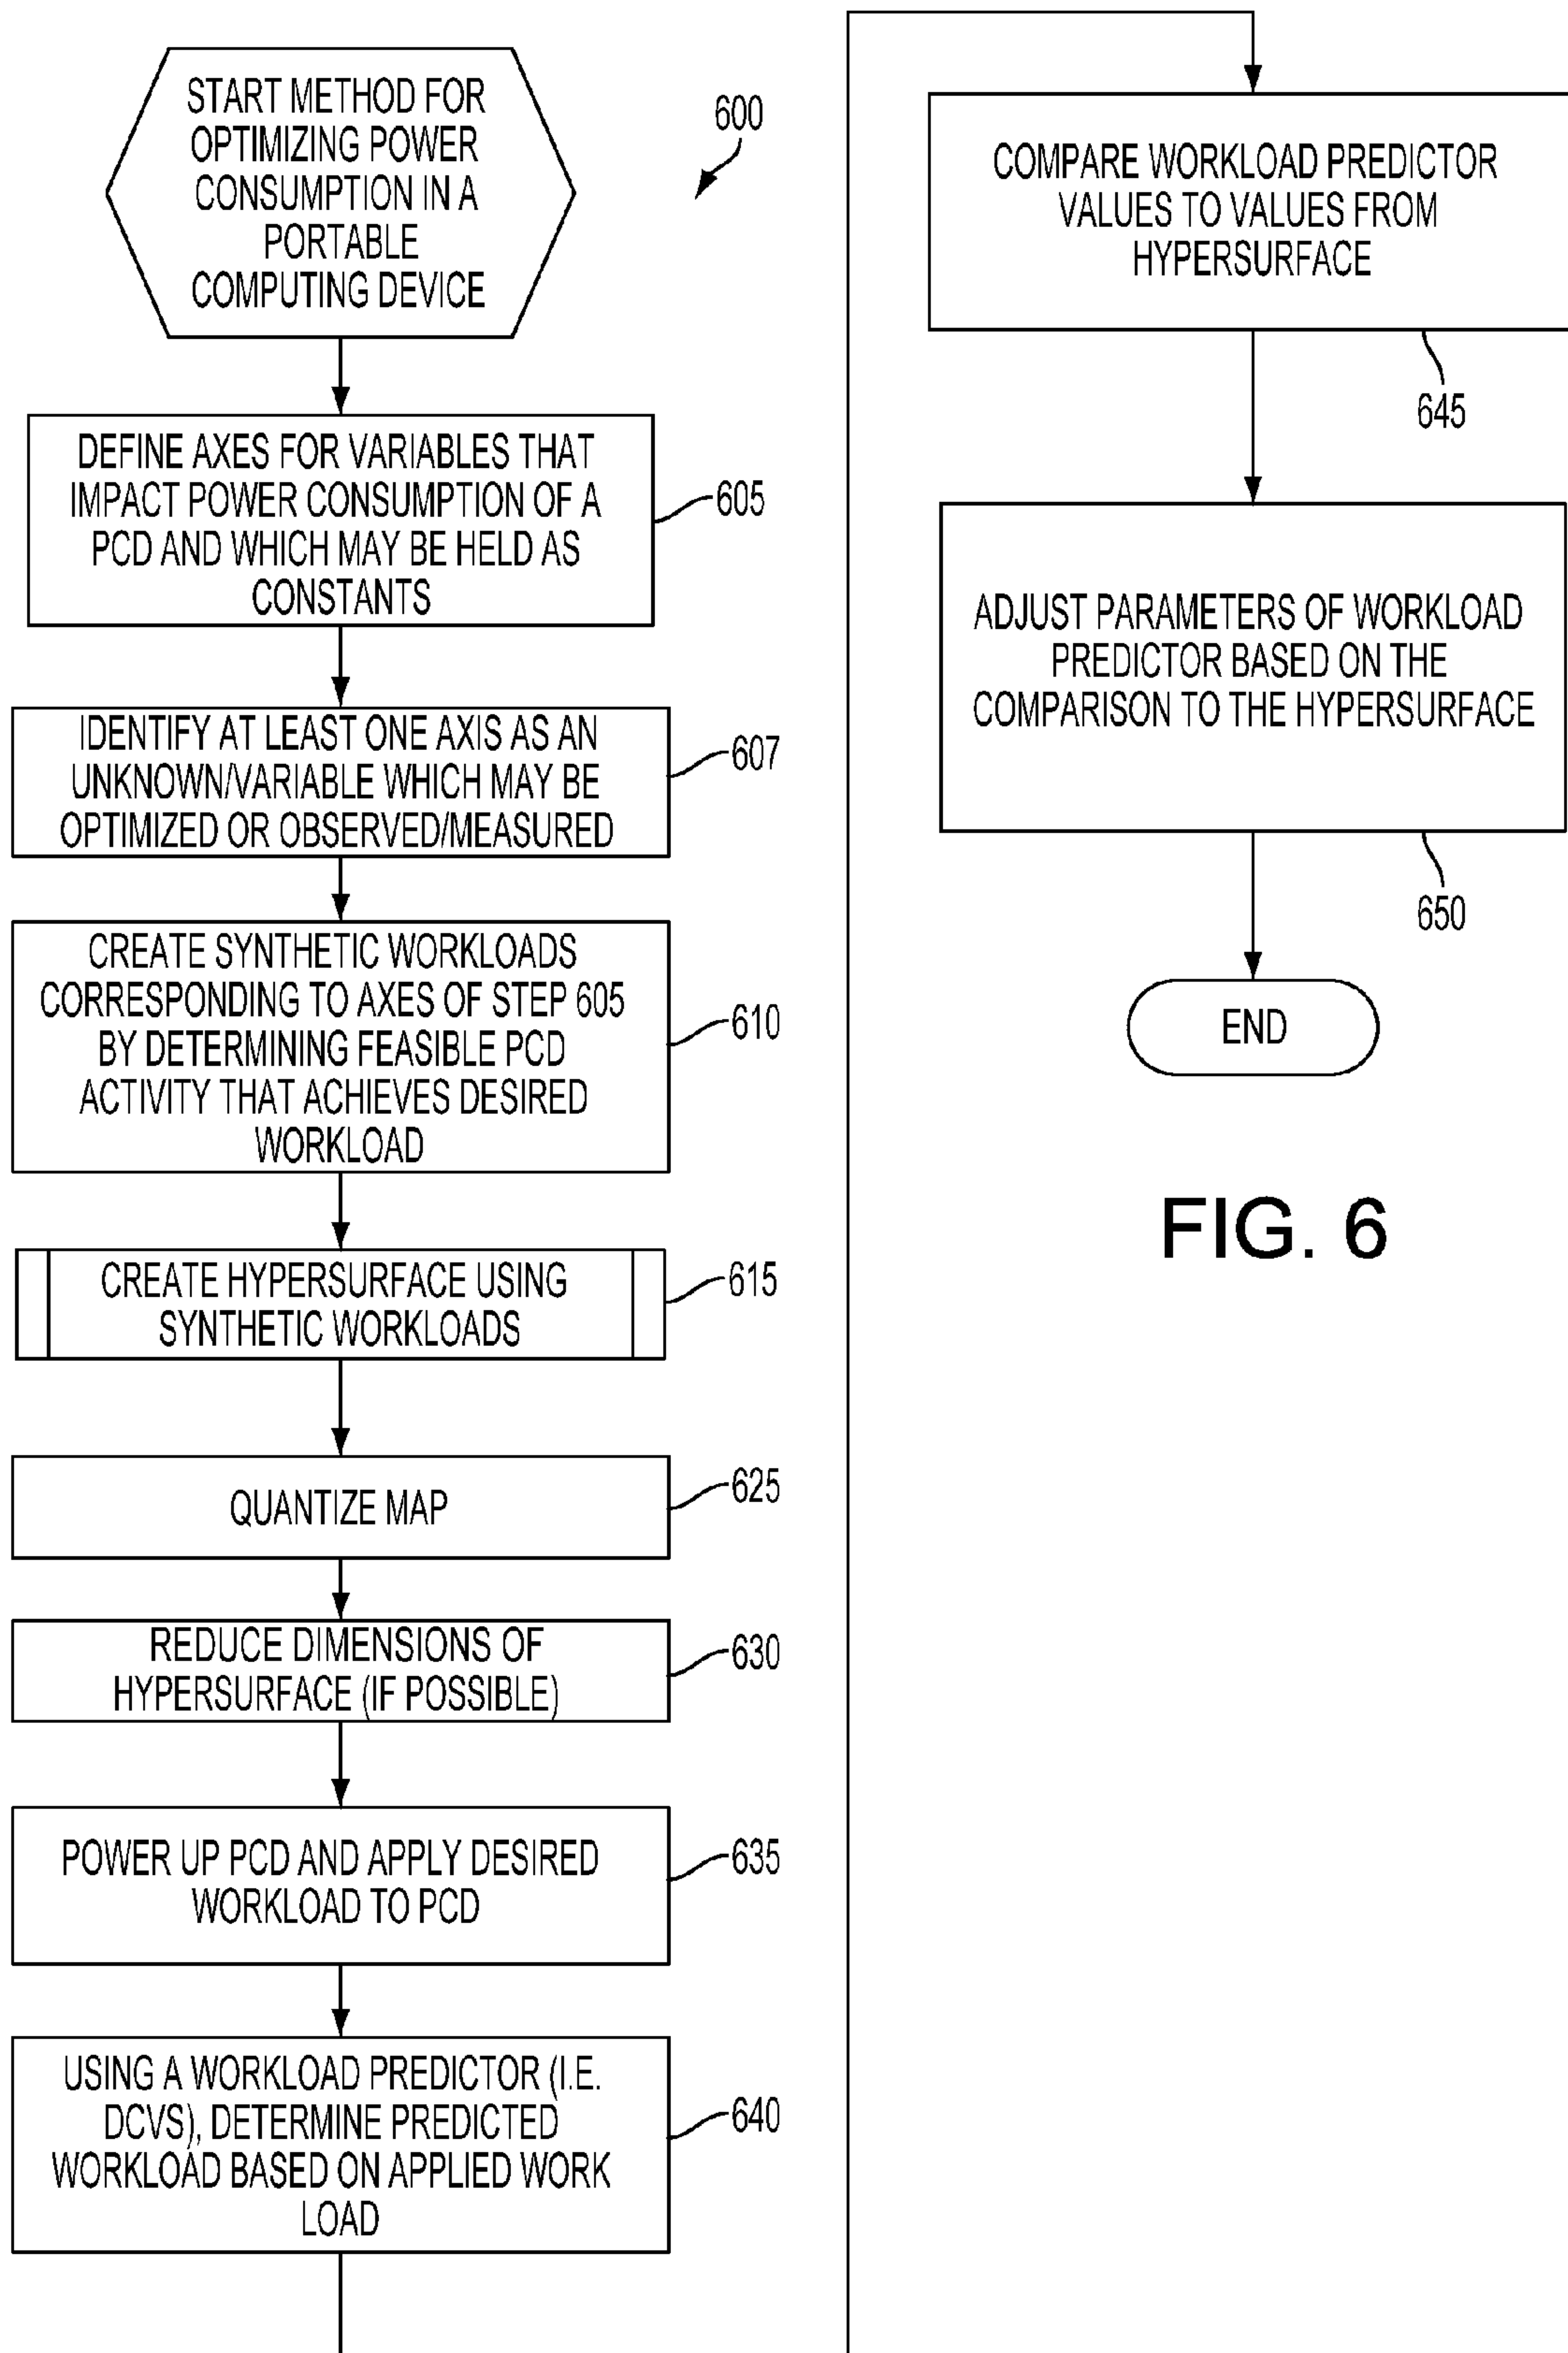 START METHOD FOR
OPTIMIZING POWER
CONSUMPTION IN A
PORTABLE
COMPUTING DEVICE
600
DEFINE AXES FOR VARIABLES THAT
IMPACT POWER CONSUMPTION OF A
PCD AND WHICH MAY BE HELD AS
CONSTANTS
605
IDENTIFY AT LEAST ONE AXIS AS AN
UNKNOWN/VARIABLE WHICH MAY BE
OPTIMIZED OR OBSERVED/MEASURED
607
CREATE SYNTHETIC WORKLOADS
CORRESPONDING TO AXES OF STEP 605
BY DETERMINING FEASIBLE PCD
ACTIVITY THAT ACHIEVES DESIRED
WORKLOAD
610
CREATE HYPERSURFACE USING
SYNTHETIC WORKLOADS
615
QUANTIZE MAP
625
REDUCE DIMENSIONS OF
HYPERSURFACE (IF POSSIBLE)
630
POWER UP PCD AND APPLY DESIRED
WORKLOAD TO PCD
635
USING A WORKLOAD PREDICTOR (I.E.
DCVS), DETERMINE PREDICTED
WORKLOAD BASED ON APPLIED WORK
LOAD
640
COMPARE WORKLOAD PREDICTOR
VALUES TO VALUES FROM
HYPERSURFACE
645
ADJUST PARAMETERS OF WORKLOAD
PREDICTOR BASED ON THE
COMPARISON TO THE HYPERSURFACE
650
END
FIG. 6